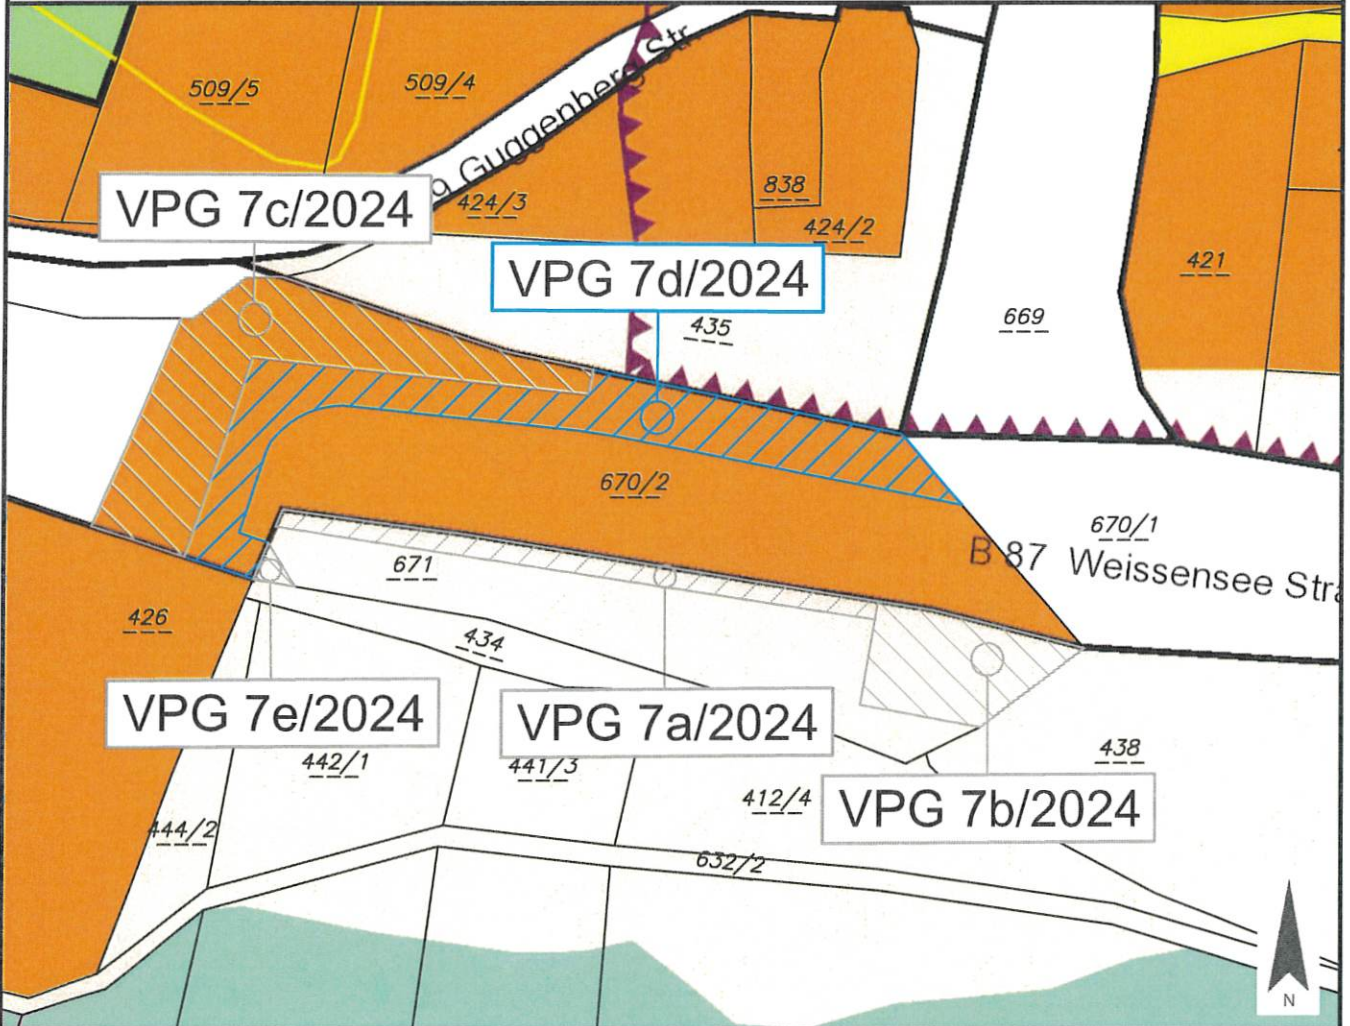 509/5
509/4
g Guggenberg Str
838
424/3
VPG 7c/2024
424/2
421
VPG 7d/2024
669
435
670/2
670/1
B 87 Weissensee Stra
671
426
434
VPG 7e/2024
VPG 7a/2024
442/1
441/3
438
412/4
VPG 7b/2024
444/2
632/2
N